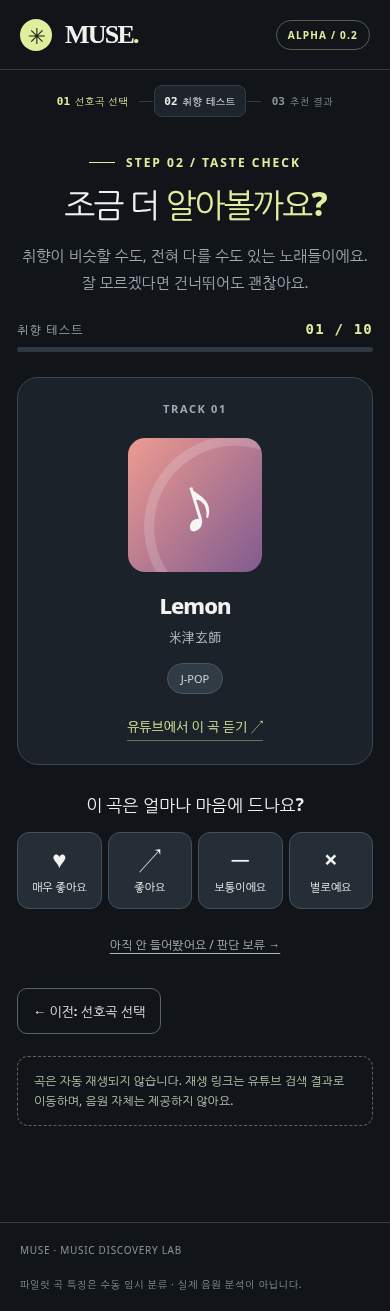 MUSE.
ALPHA / 0.2
01 선호곡 선택
02 취향 테스트
03 추천 결과
STEP 02 / TASTE CHECK
조금 더 알아볼까요?
취향이 비슷할 수도, 전혀 다를 수도 있는 노래들이에요.
잘 모르겠다면 건너뛰어도 괜찮아요.
취향 테스트
01 / 10
TRACK 01
Lemon
米津玄師
J-POP
유튜브에서 이 곡 듣기 ↗
이 곡은 얼마나 마음에 드나요?
♥
매우 좋아요
↗
좋아요
—
보통이에요
×
별로예요
아직 안 들어봤어요 / 판단 보류 →
← 이전: 선호곡 선택
곡은 자동 재생되지 않습니다. 재생 링크는 유튜브 검색 결과로
이동하며, 음원 자체는 제공하지 않아요.
MUSE · MUSIC DISCOVERY LAB
파일럿 곡 특징은 수동 임시 분류 · 실제 음원 분석이 아닙니다.